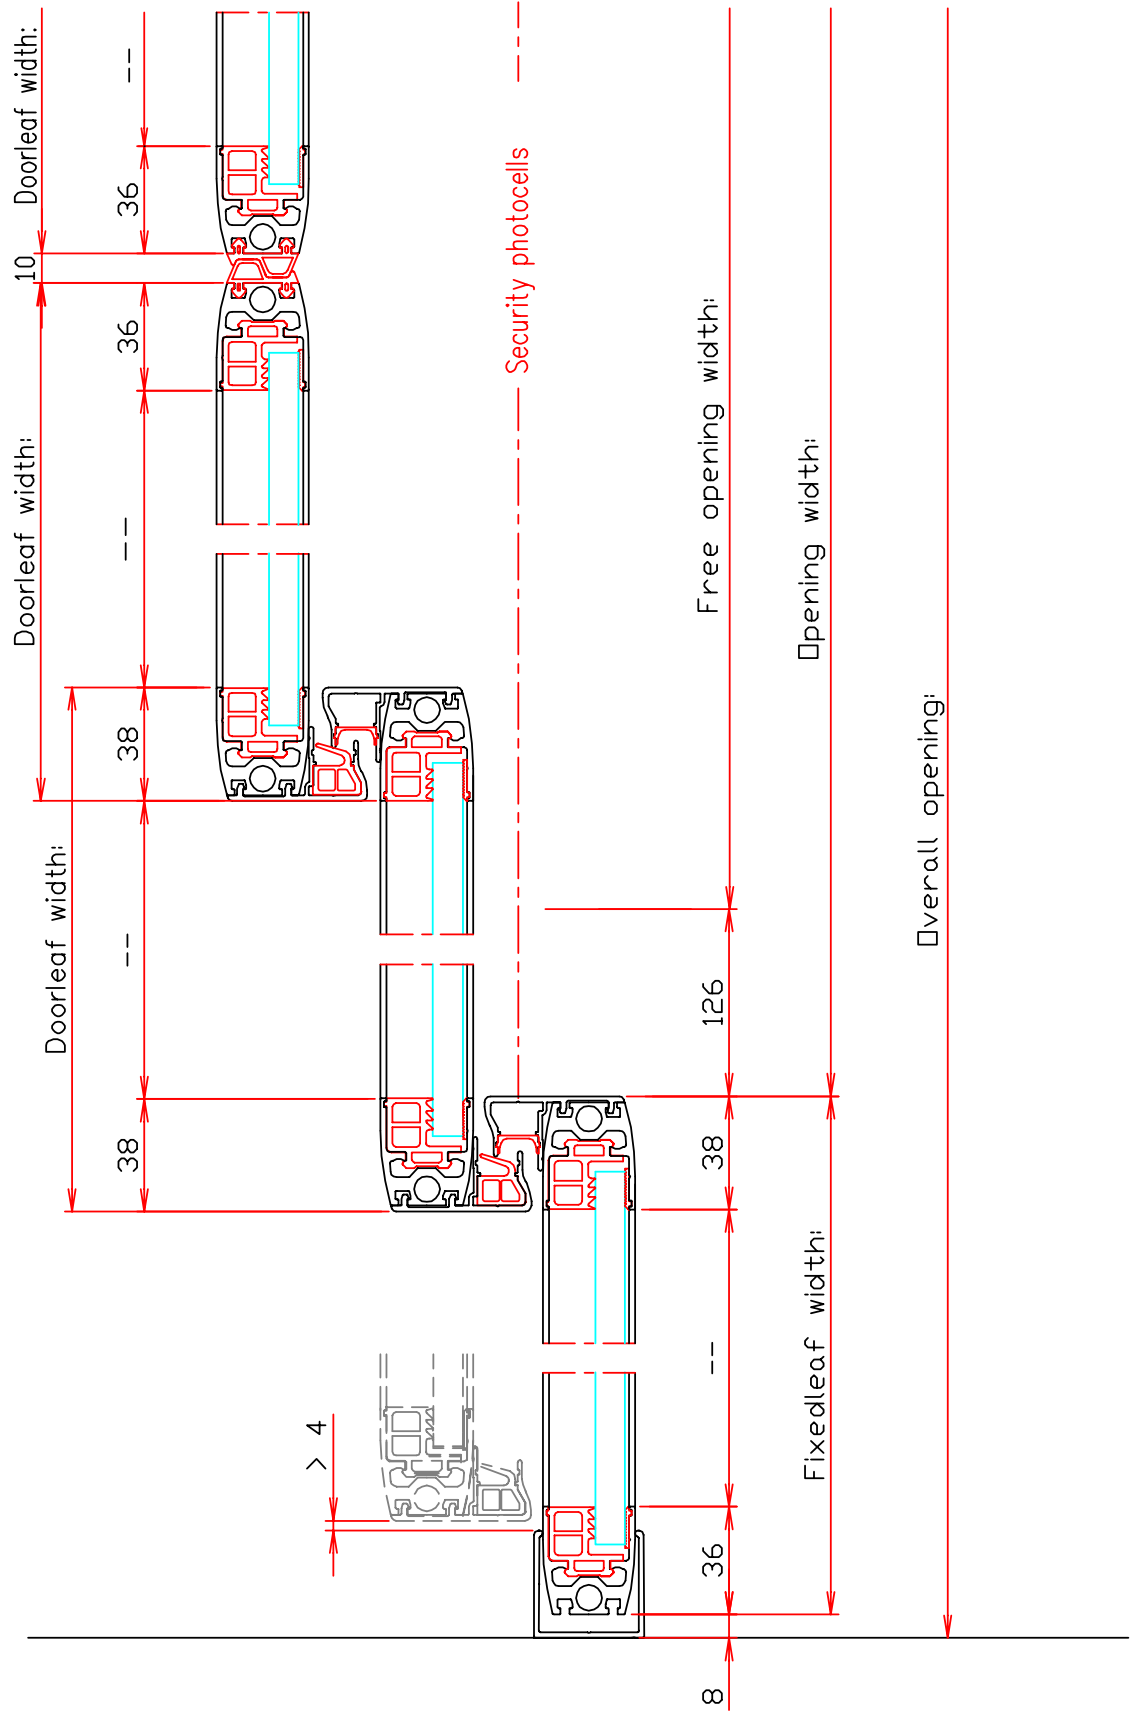 Doorleaf width:
--
36
10
36
Doorleaf width:
--
38
Doorleaf width:
--
38
Security photocells
Free opening width:
Opening width:
Overall opening:
126
38
Fixedleaf width:
--
> 4
36
8